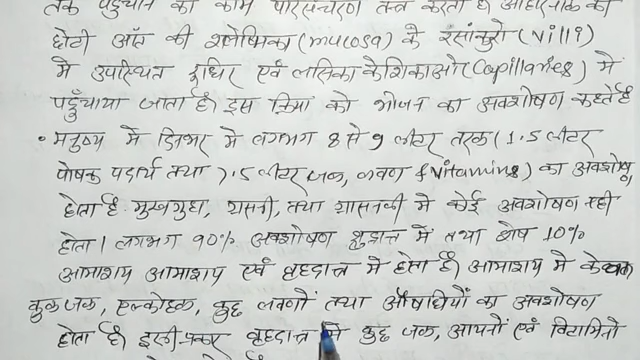 तक पहुँचाने का काम परिसंचरण तन्त्र करता है। आहारनाल की
छोटी आँत की श्लेष्मिका (mucosa) के रसांकुरो (villi)
मे उपस्थित रूधिर एवं लसिका केशिकाओ (Capillaries) में
पहुँचाया जाता है। इस क्रिया को भोजन का अवशोषण कहते है
• मनुष्य मे दिनभर मे लगभग 8 से 9 लीटर तरल (1.5 लीटर
पोषक पदार्थ तथा 7.5 लीटर जल, लवण & vitamins) का अवशोषण
होता है। मुखगुहा, ग्रसनी, तथा ग्रासनली मे कोई अवशोषण नही
होता। लगभग 90% अवशोषण क्षुद्रान्त्र में तथा शेष 10%
आमाशय आमाशय एवं वृहदान्त्र मे होता है। आमाशय मे केवल
कुछ जल, एल्कोहल, कुछ लवणों तथा औषधियों का अवशोषण
होता है। इसी प्रकार वृहदान्त्र मे कुछ जल, आयनों एवं विटामिनो